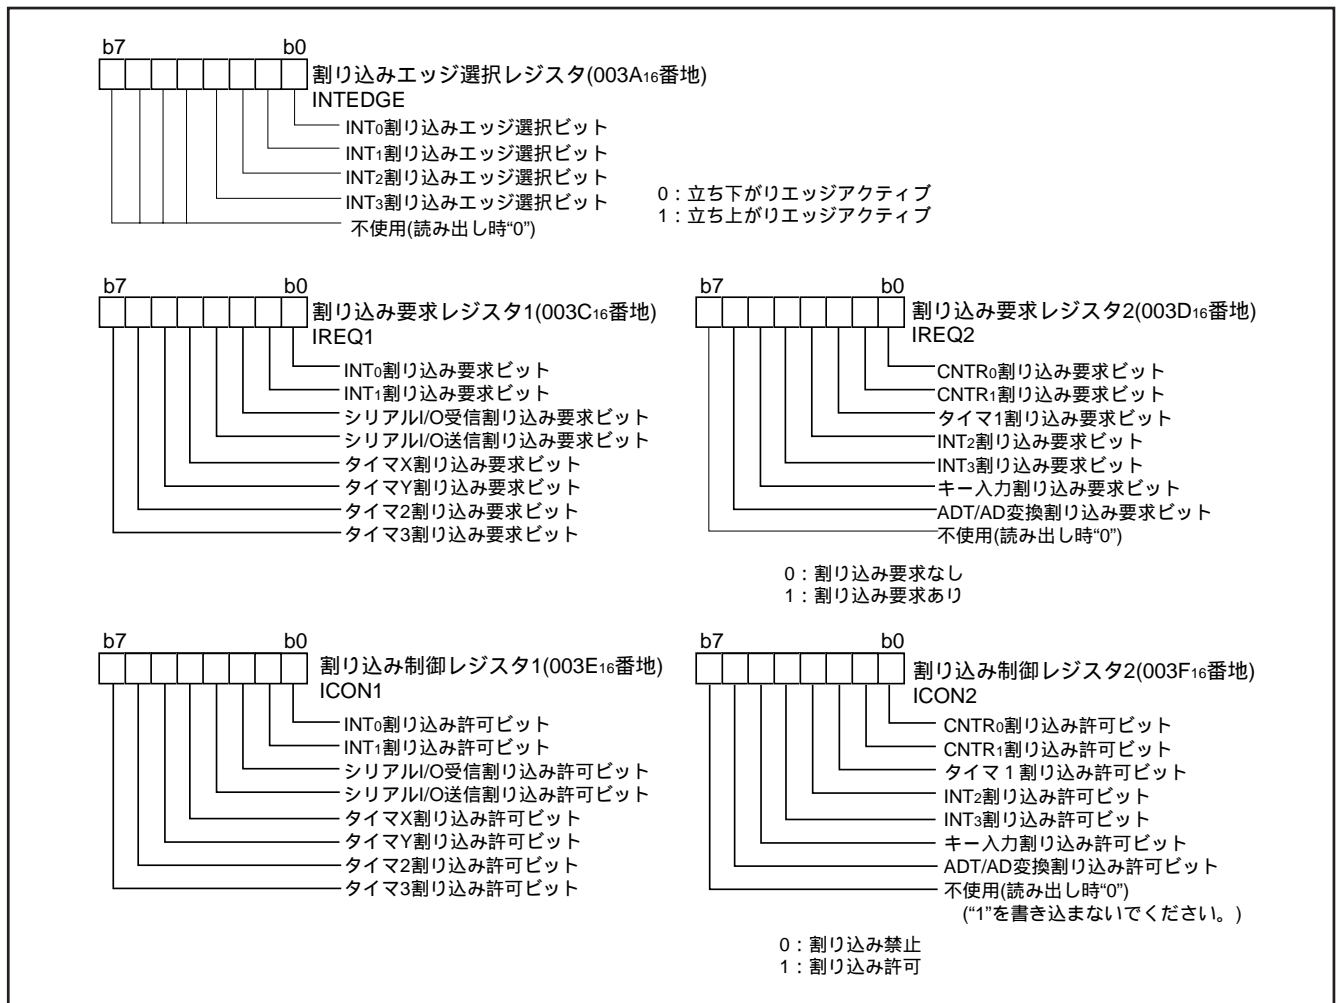 b7 b0
割り込みエッジ選択レジスタ(003A16番地)
INTEDGE
INT0割り込みエッジ選択ビット
INT1割り込みエッジ選択ビット
INT2割り込みエッジ選択ビット
INT3割り込みエッジ選択ビット
不使用(読み出し時“0”)
0：立ち下がりエッジアクティブ
1：立ち上がりエッジアクティブ
b7 b0
割り込み要求レジスタ1(003C16番地)
IREQ1
INT0割り込み要求ビット
INT1割り込み要求ビット
シリアルI/O受信割り込み要求ビット
シリアルI/O送信割り込み要求ビット
タイマX割り込み要求ビット
タイマY割り込み要求ビット
タイマ2割り込み要求ビット
タイマ3割り込み要求ビット
b7 b0
割り込み要求レジスタ2(003D16番地)
IREQ2
CNTR0割り込み要求ビット
CNTR1割り込み要求ビット
タイマ1割り込み要求ビット
INT2割り込み要求ビット
INT3割り込み要求ビット
キー入力割り込み要求ビット
ADT/AD変換割り込み要求ビット
不使用(読み出し時“0”)
0：割り込み要求なし
1：割り込み要求あり
b7 b0
割り込み制御レジスタ1(003E16番地)
ICON1
INT0割り込み許可ビット
INT1割り込み許可ビット
シリアルI/O受信割り込み許可ビット
シリアルI/O送信割り込み許可ビット
タイマX割り込み許可ビット
タイマY割り込み許可ビット
タイマ2割り込み許可ビット
タイマ3割り込み許可ビット
b7 b0
割り込み制御レジスタ2(003F16番地)
ICON2
CNTR0割り込み許可ビット
CNTR1割り込み許可ビット
タイマ１割り込み許可ビット
INT2割り込み許可ビット
INT3割り込み許可ビット
キー入力割り込み許可ビット
ADT/AD変換割り込み許可ビット
不使用(読み出し時“0”)
(“1”を書き込まないでください。)
0：割り込み禁止
1：割り込み許可